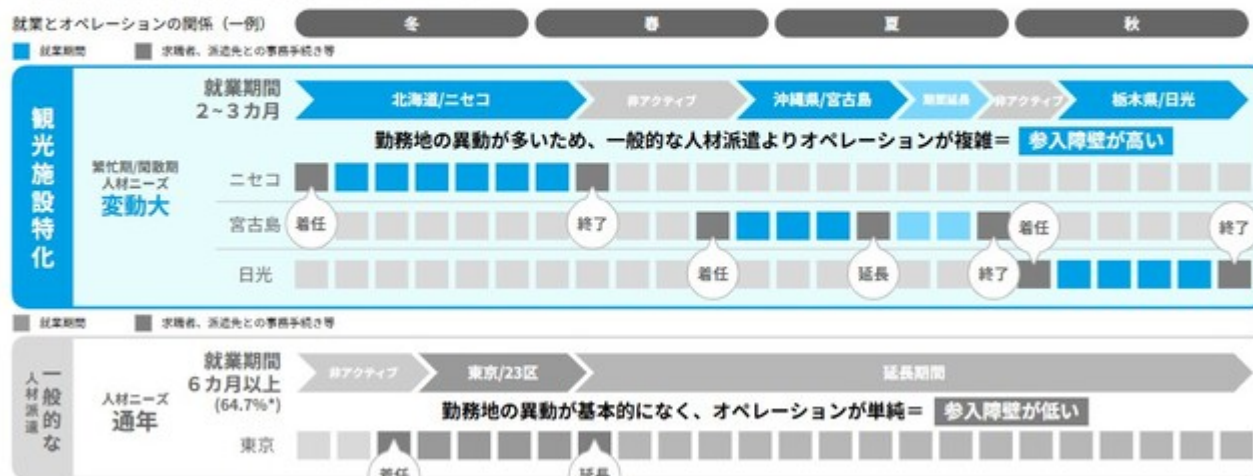 就業とオペレーションの関係（一例）
冬
春
夏
秋
就業期間
求職者、派遣先との事務手続き等
観光施設特化
繁忙期/閑散期
人材ニーズ
変動大
就業期間
2~3カ月
北海道/ニセコ
非アクティブ
沖縄県/宮古島
期間延長
非アクティブ
栃木県/日光
勤務地の異動が多いため、一般的な人材派遣よりオペレーションが複雑＝ 参入障壁が高い
ニセコ
着任
終了
宮古島
着任
延長
終了
日光
着任
終了
就業期間
求職者、派遣先との事務手続き等
一般的な
人材派遣
人材ニーズ
通年
就業期間
6カ月以上
(64.7%*)
非アクティブ
東京/23区
延長期間
勤務地の異動が基本的になく、オペレーションが単純＝ 参入障壁が低い
東京
着任
延長